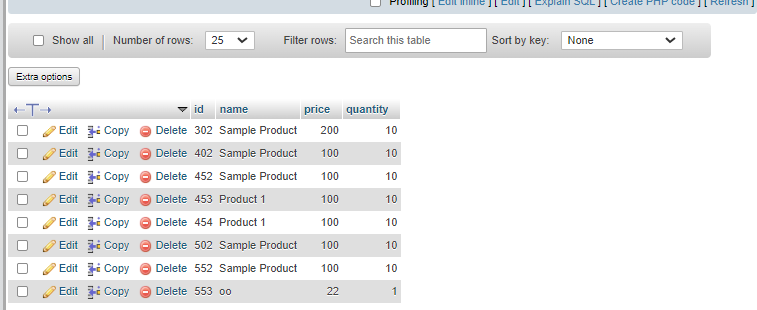 Profiling [ Edit inline ] [ Edit ] [ Explain SQL ] [ Create PHP code ] [ Refresh ]
Show all Number of rows: 25 Filter rows: Search this table Sort by key: None
Extra options
id name price quantity
Edit Copy Delete 302 Sample Product 200 10
Edit Copy Delete 402 Sample Product 100 10
Edit Copy Delete 452 Sample Product 100 10
Edit Copy Delete 453 Product 1 100 10
Edit Copy Delete 454 Product 1 100 10
Edit Copy Delete 502 Sample Product 100 10
Edit Copy Delete 552 Sample Product 100 10
Edit Copy Delete 553 oo 22 1